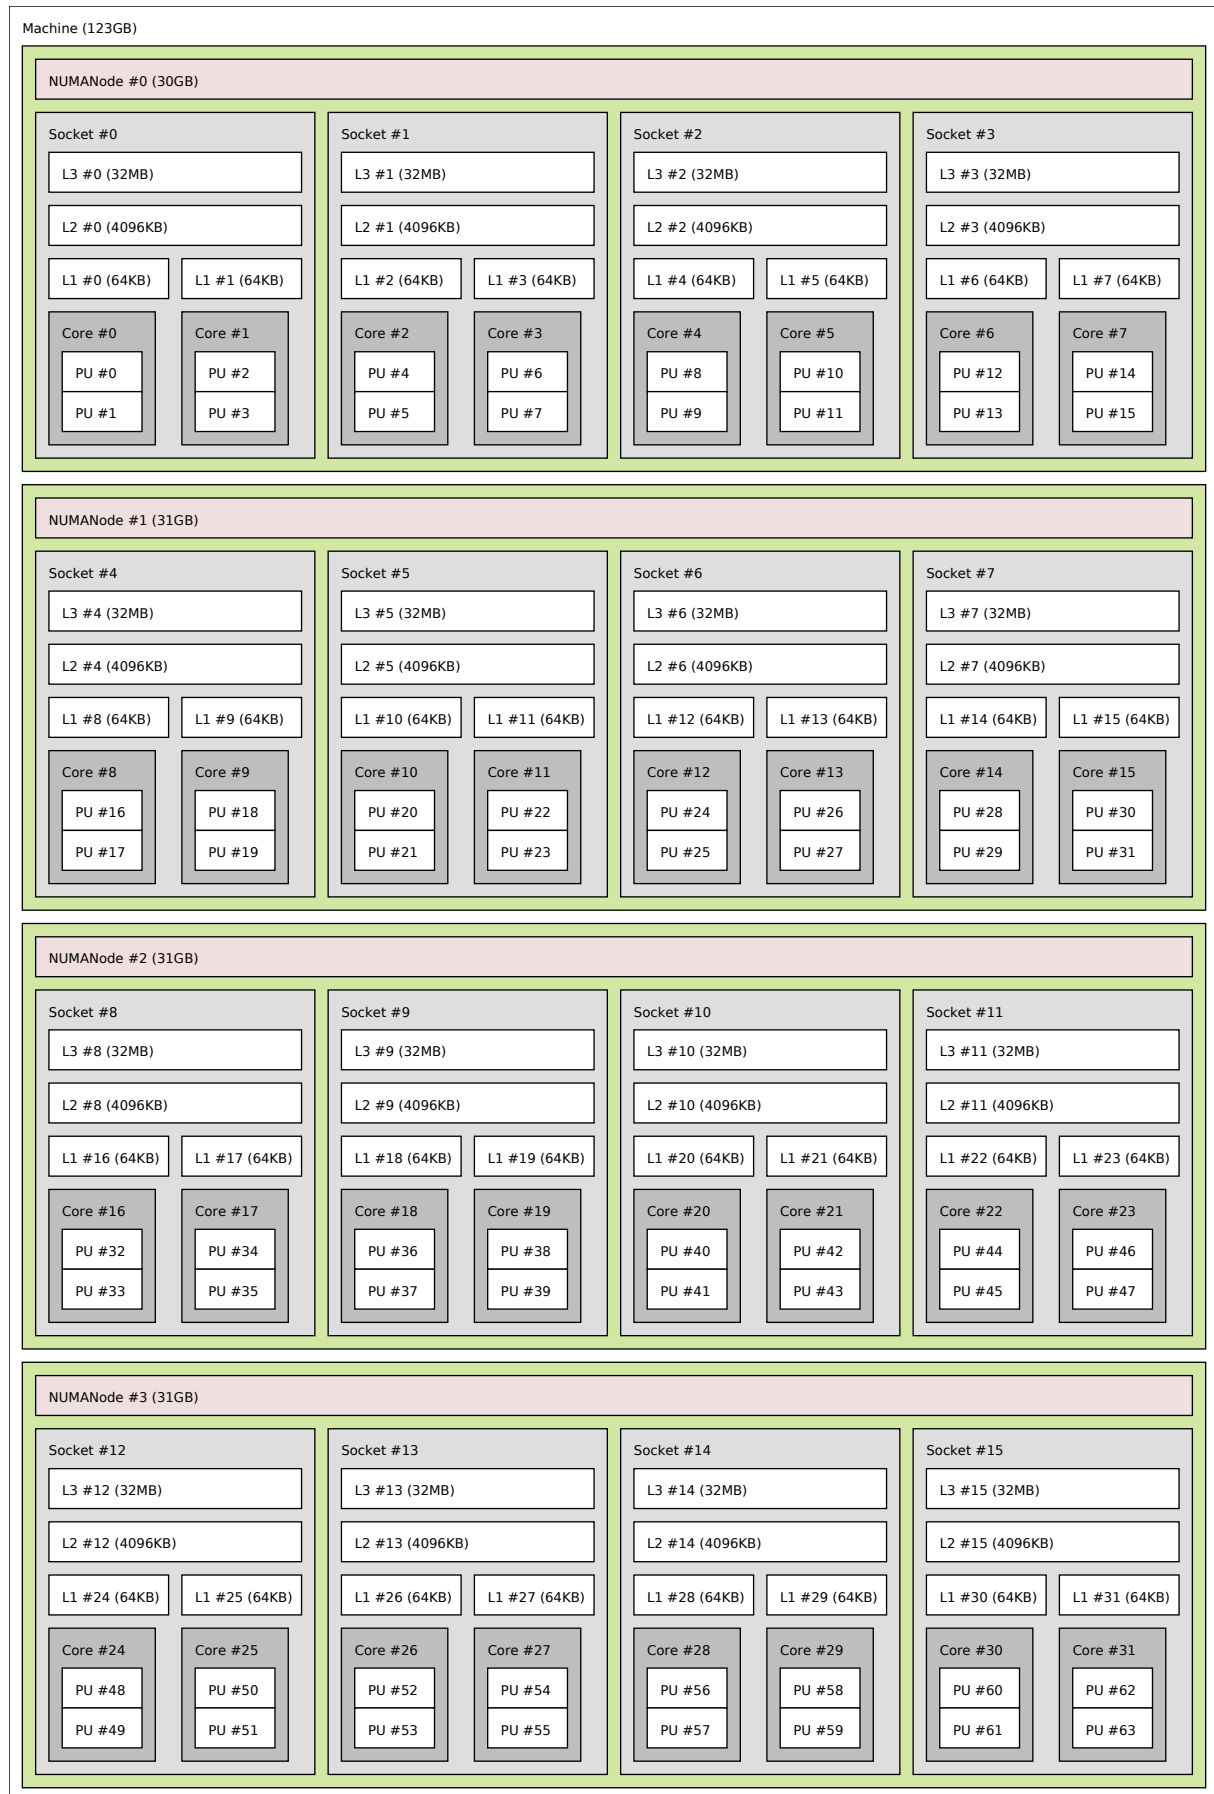 Machine (123GB)
NUMANode #0 (30GB)
Socket #0 Socket #1 Socket #2 Socket #3
L3 #0 (32MB) L3 #1 (32MB) L3 #2 (32MB) L3 #3 (32MB)
L2 #0 (4096KB) L2 #1 (4096KB) L2 #2 (4096KB) L2 #3 (4096KB)
L1 #0 (64KB) L1 #1 (64KB) L1 #2 (64KB) L1 #3 (64KB) L1 #4 (64KB) L1 #5 (64KB) L1 #6 (64KB) L1 #7 (64KB)
Core #0 Core #1 Core #2 Core #3 Core #4 Core #5 Core #6 Core #7
PU #0 PU #2 PU #4 PU #6 PU #8 PU #10 PU #12 PU #14
PU #1 PU #3 PU #5 PU #7 PU #9 PU #11 PU #13 PU #15
NUMANode #1 (31GB)
Socket #4 Socket #5 Socket #6 Socket #7
L3 #4 (32MB) L3 #5 (32MB) L3 #6 (32MB) L3 #7 (32MB)
L2 #4 (4096KB) L2 #5 (4096KB) L2 #6 (4096KB) L2 #7 (4096KB)
L1 #8 (64KB) L1 #9 (64KB) L1 #10 (64KB) L1 #11 (64KB) L1 #12 (64KB) L1 #13 (64KB) L1 #14 (64KB) L1 #15 (64KB)
Core #8 Core #9 Core #10 Core #11 Core #12 Core #13 Core #14 Core #15
PU #16 PU #18 PU #20 PU #22 PU #24 PU #26 PU #28 PU #30
PU #17 PU #19 PU #21 PU #23 PU #25 PU #27 PU #29 PU #31
NUMANode #2 (31GB)
Socket #8 Socket #9 Socket #10 Socket #11
L3 #8 (32MB) L3 #9 (32MB) L3 #10 (32MB) L3 #11 (32MB)
L2 #8 (4096KB) L2 #9 (4096KB) L2 #10 (4096KB) L2 #11 (4096KB)
L1 #16 (64KB) L1 #17 (64KB) L1 #18 (64KB) L1 #19 (64KB) L1 #20 (64KB) L1 #21 (64KB) L1 #22 (64KB) L1 #23 (64KB)
Core #16 Core #17 Core #18 Core #19 Core #20 Core #21 Core #22 Core #23
PU #32 PU #34 PU #36 PU #38 PU #40 PU #42 PU #44 PU #46
PU #33 PU #35 PU #37 PU #39 PU #41 PU #43 PU #45 PU #47
NUMANode #3 (31GB)
Socket #12 Socket #13 Socket #14 Socket #15
L3 #12 (32MB) L3 #13 (32MB) L3 #14 (32MB) L3 #15 (32MB)
L2 #12 (4096KB) L2 #13 (4096KB) L2 #14 (4096KB) L2 #15 (4096KB)
L1 #24 (64KB) L1 #25 (64KB) L1 #26 (64KB) L1 #27 (64KB) L1 #28 (64KB) L1 #29 (64KB) L1 #30 (64KB) L1 #31 (64KB)
Core #24 Core #25 Core #26 Core #27 Core #28 Core #29 Core #30 Core #31
PU #48 PU #50 PU #52 PU #54 PU #56 PU #58 PU #60 PU #62
PU #49 PU #51 PU #53 PU #55 PU #57 PU #59 PU #61 PU #63